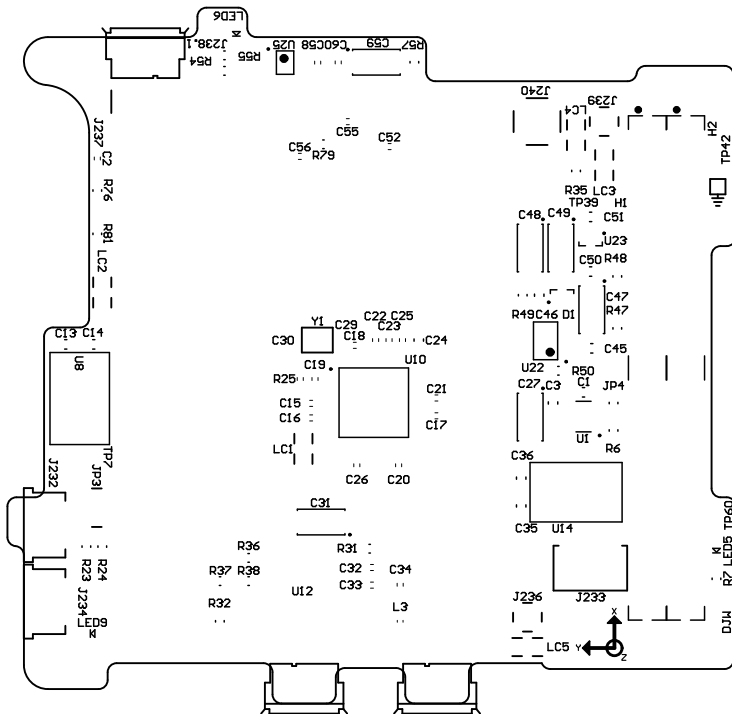 LED6
J238.1
R54
R55
U25
C60
C58
C59
R57
J240
LC4
J239
H2
TP42
J237
C2
R76
R81
LC2
C55
C56
R79
C52
R35
LC3
TP39
H1
C48
C49
C51
U23
C50
R48
C47
R49
C46
D1
R47
C13
C14
U8
C30
Y1
C29
C18
C22
C25
C23
C24
U10
C19
R25
C15
C16
LC1
C21
C17
U22
R50
C45
C27
C3
C1
JP4
U1
R6
TP7
J232
JP31
C26
C20
C36
C31
C35
U14
TP60
R36
R31
R37
R38
C32
C33
C34
R23
R24
J234
LED9
R32
U12
L3
J236
J233
R7
LED5
DJW
LC5
X
Y
Z